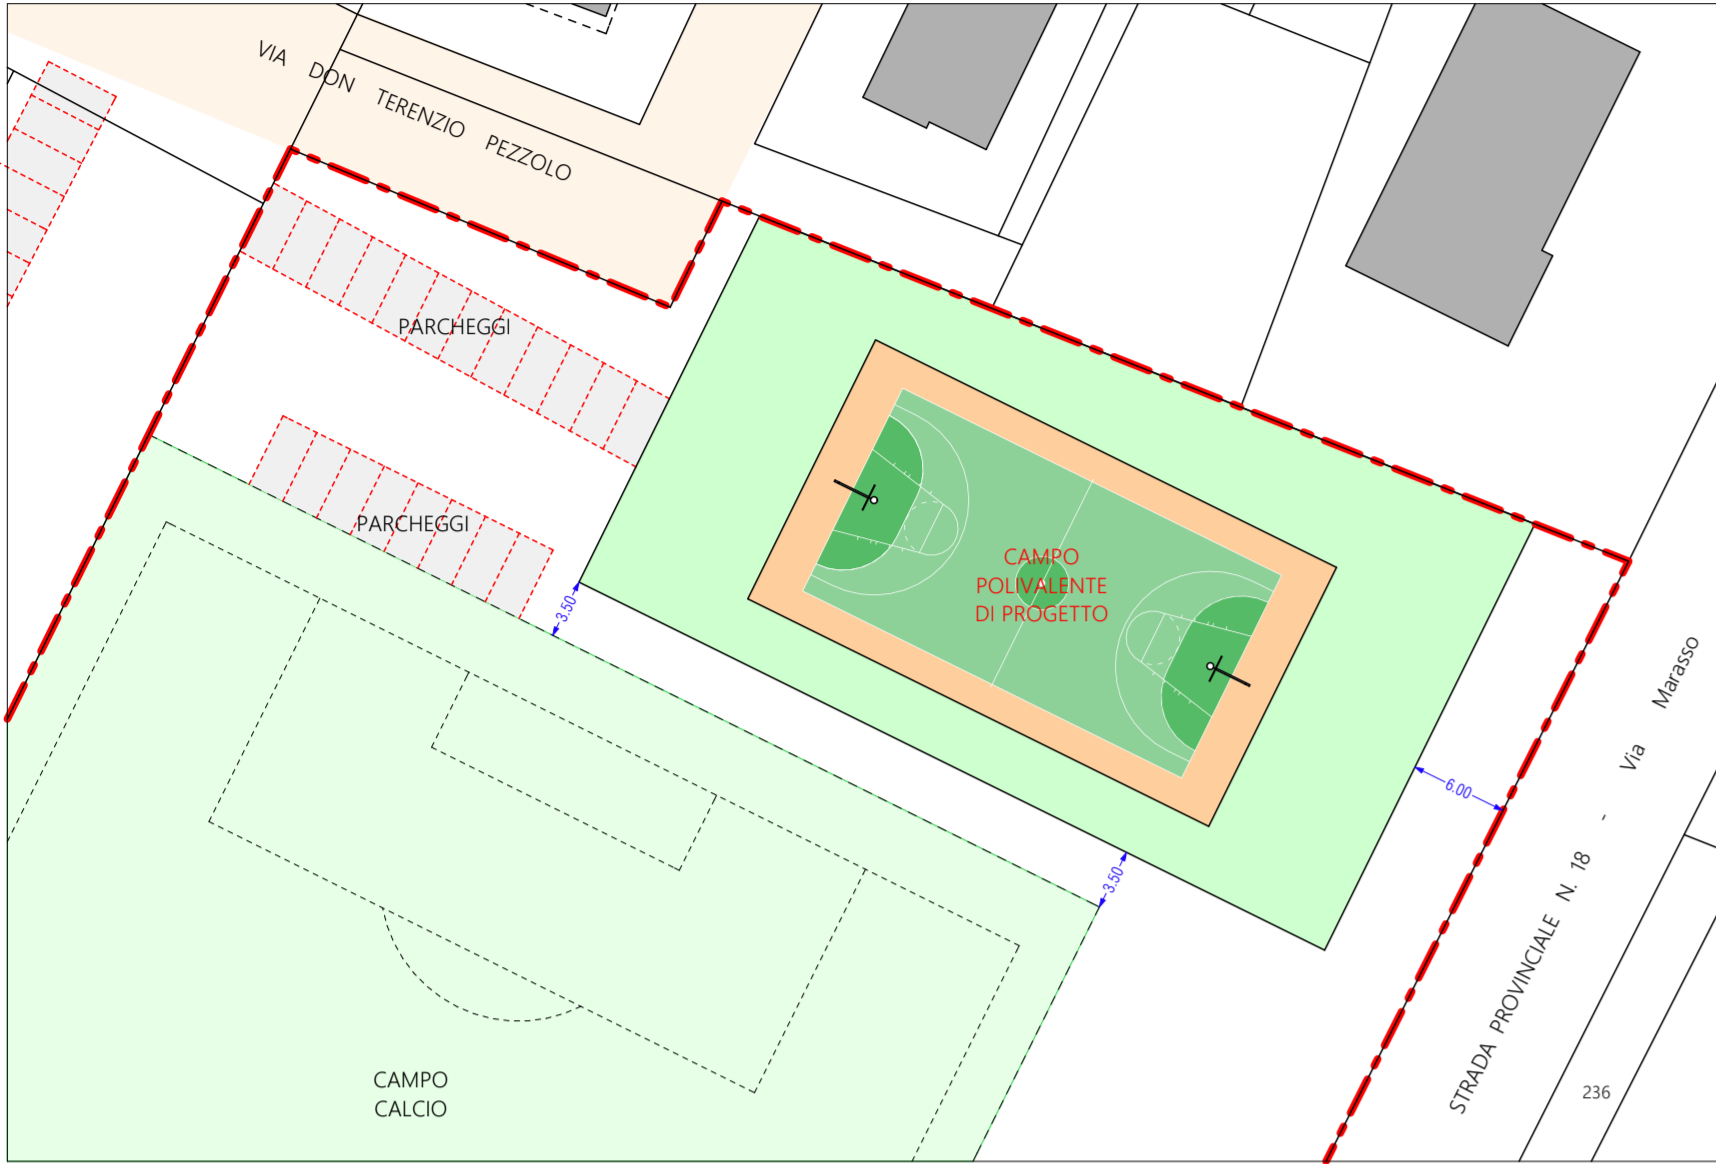 VIA DON TERENZIO PEZZOLO
PARCHEGGI
PARCHEGGI
3.50
CAMPO
POLIVALENTE
DI PROGETTO
6.00
3.50
STRADA PROVINCIALE N. 18 - Via Marasso
CAMPO
CALCIO
236